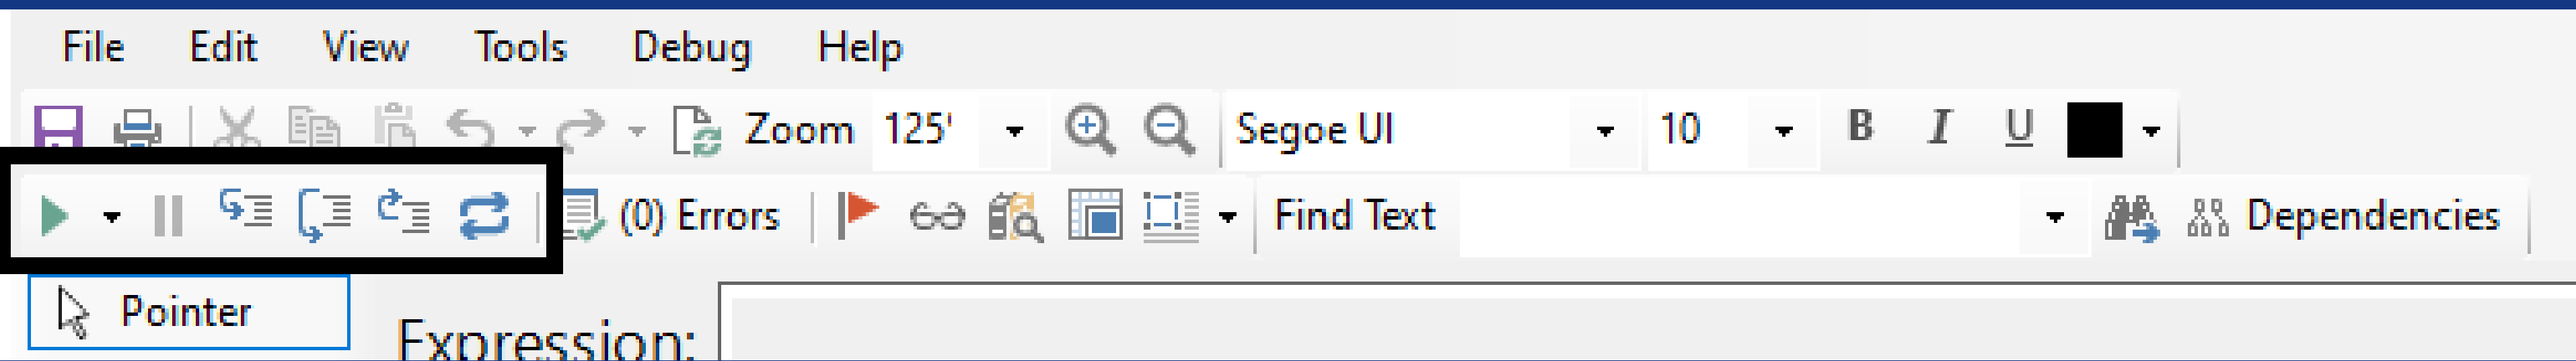 File Edit View Tools Debug Help
Zoom 125' Segoe UI 10 B I U
(0) Errors Find Text Dependencies
Pointer
Expression: